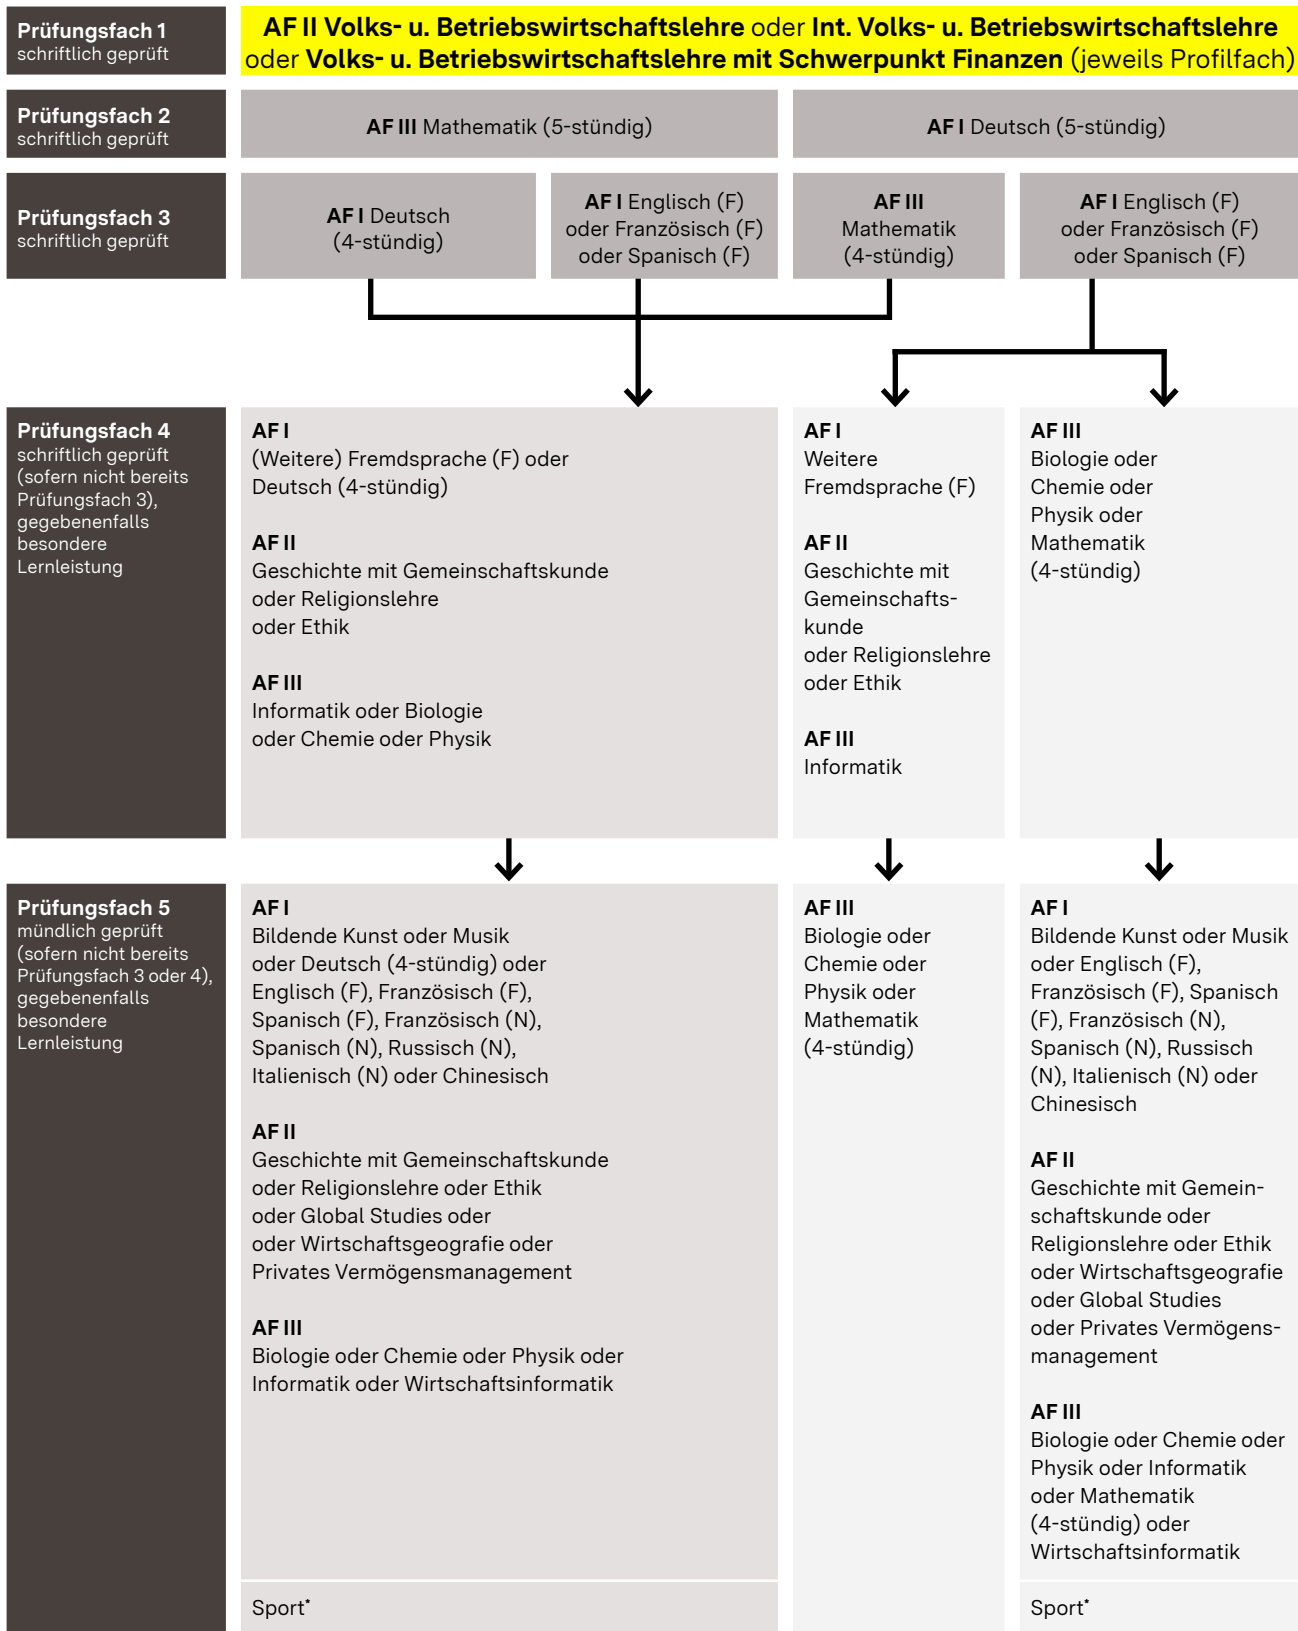 Prüfungsfach 1
schriftlich geprüft
AF II Volks- u. Betriebswirtschaftslehre oder Int. Volks- u. Betriebswirtschaftslehre
oder Volks- u. Betriebswirtschaftslehre mit Schwerpunkt Finanzen (jeweils Profilfach)
Prüfungsfach 2
schriftlich geprüft
AF III Mathematik (5-stündig)
AF I Deutsch (5-stündig)
Prüfungsfach 3
schriftlich geprüft
AF I Deutsch
(4-stündig)
AF I Englisch (F)
oder Französisch (F)
oder Spanisch (F)
AF III
Mathematik
(4-stündig)
AF I Englisch (F)
oder Französisch (F)
oder Spanisch (F)
Prüfungsfach 4
schriftlich geprüft
(sofern nicht bereits
Prüfungsfach 3),
gegebenenfalls
besondere
Lernleistung
AF I
(Weitere) Fremdsprache (F) oder
Deutsch (4-stündig)
AF II
Geschichte mit Gemeinschaftskunde
oder Religionslehre
oder Ethik
AF III
Informatik oder Biologie
oder Chemie oder Physik
AF I
Weitere
Fremdsprache (F)
AF II
Geschichte mit
Gemeinschafts-
kunde
oder Religionslehre
oder Ethik
AF III
Informatik
AF III
Biologie oder
Chemie oder
Physik oder
Mathematik
(4-stündig)
Prüfungsfach 5
mündlich geprüft
(sofern nicht bereits
Prüfungsfach 3 oder 4),
gegebenenfalls
besondere
Lernleistung
AF I
Bildende Kunst oder Musik
oder Deutsch (4-stündig) oder
Englisch (F), Französisch (F),
Spanisch (F), Französisch (N),
Spanisch (N), Russisch (N),
Italienisch (N) oder Chinesisch
AF II
Geschichte mit Gemeinschaftskunde
oder Religionslehre oder Ethik
oder Global Studies oder
oder Wirtschaftsgeografie oder
Privates Vermögensmanagement
AF III
Biologie oder Chemie oder Physik oder
Informatik oder Wirtschaftsinformatik
Sport*
AF III
Biologie oder
Chemie oder
Physik oder
Mathematik
(4-stündig)
AF I
Bildende Kunst oder Musik
oder Englisch (F),
Französisch (F), Spanisch
(F), Französisch (N),
Spanisch (N), Russisch
(N), Italienisch (N) oder
Chinesisch
AF II
Geschichte mit Gemein-
schaftskunde oder
Religionslehre oder Ethik
oder Wirtschaftsgeografie
oder Global Studies
oder Privates Vermögens-
management
AF III
Biologie oder Chemie oder
Physik oder Informatik
oder Mathematik
(4-stündig) oder
Wirtschaftsinformatik
Sport*